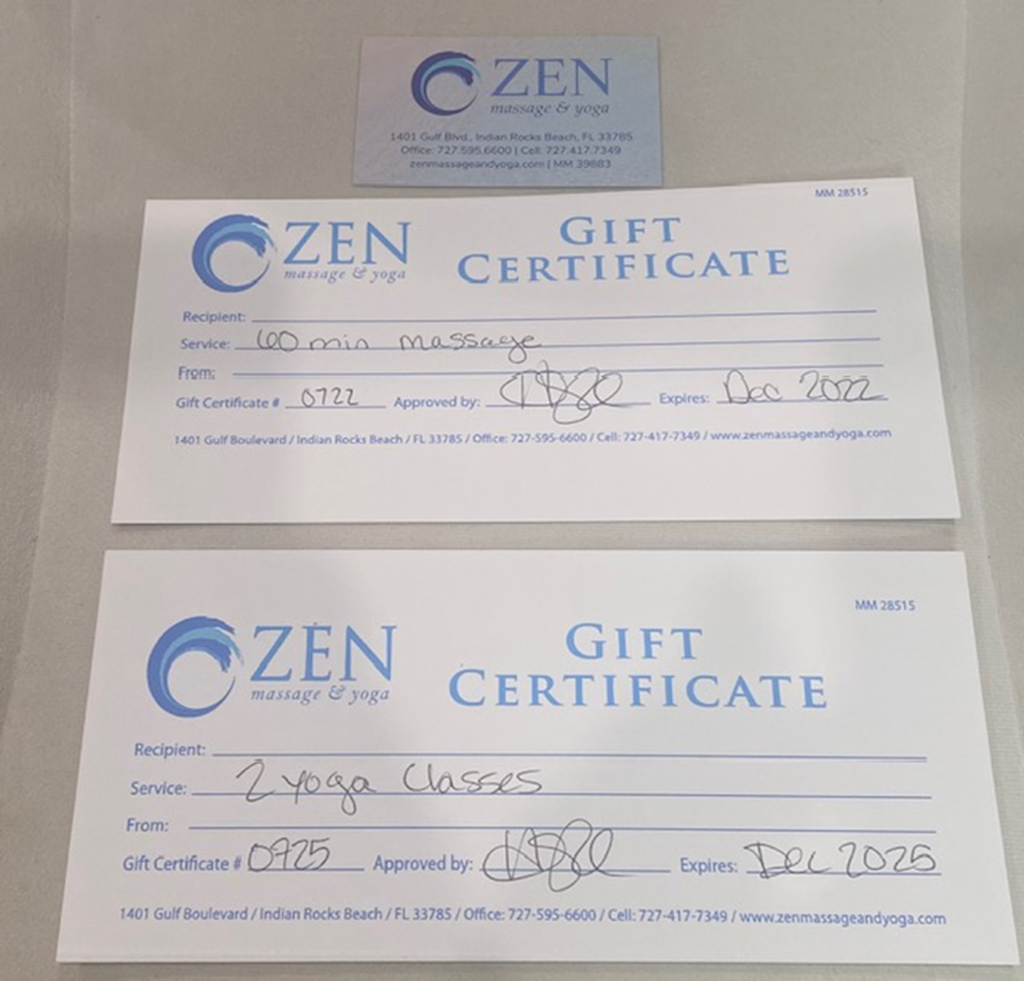 ZEN
massage & yoga
1401 Gulf Blvd., Indian Rocks Beach, FL 33785
Office: 727.595.6600 | Cell: 727.417.7349
zenmassageandyoga.com | MM 39883
MM 28515
ZEN
massage & yoga
GIFT
CERTIFICATE
Recipient:
Service: 60 min massage
From:
Gift Certificate # 0722 Approved by: Expires: Dec 2022
1401 Gulf Boulevard / Indian Rocks Beach / FL 33785 / Office: 727-595-6600 / Cell: 727-417-7349 / www.zenmassageandyoga.com
MM 28515
ZEN
massage & yoga
GIFT
CERTIFICATE
Recipient:
Service: 2 yoga Classes
From:
Gift Certificate # 0725 Approved by: Expires: Dec 2025
1401 Gulf Boulevard / Indian Rocks Beach / FL 33785 / Office: 727-595-6600 / Cell: 727-417-7349 / www.zenmassageandyoga.com